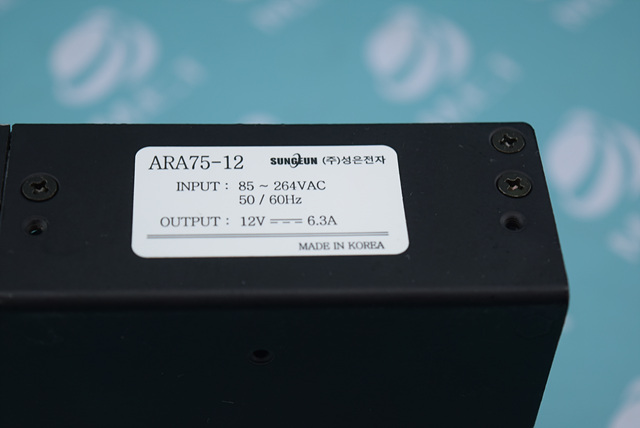 ARA75-12 SUNGEUN (주)성은전자
INPUT : 85 ~ 264VAC
50 / 60Hz
OUTPUT : 12V ⎓ 6.3A
MADE IN KOREA